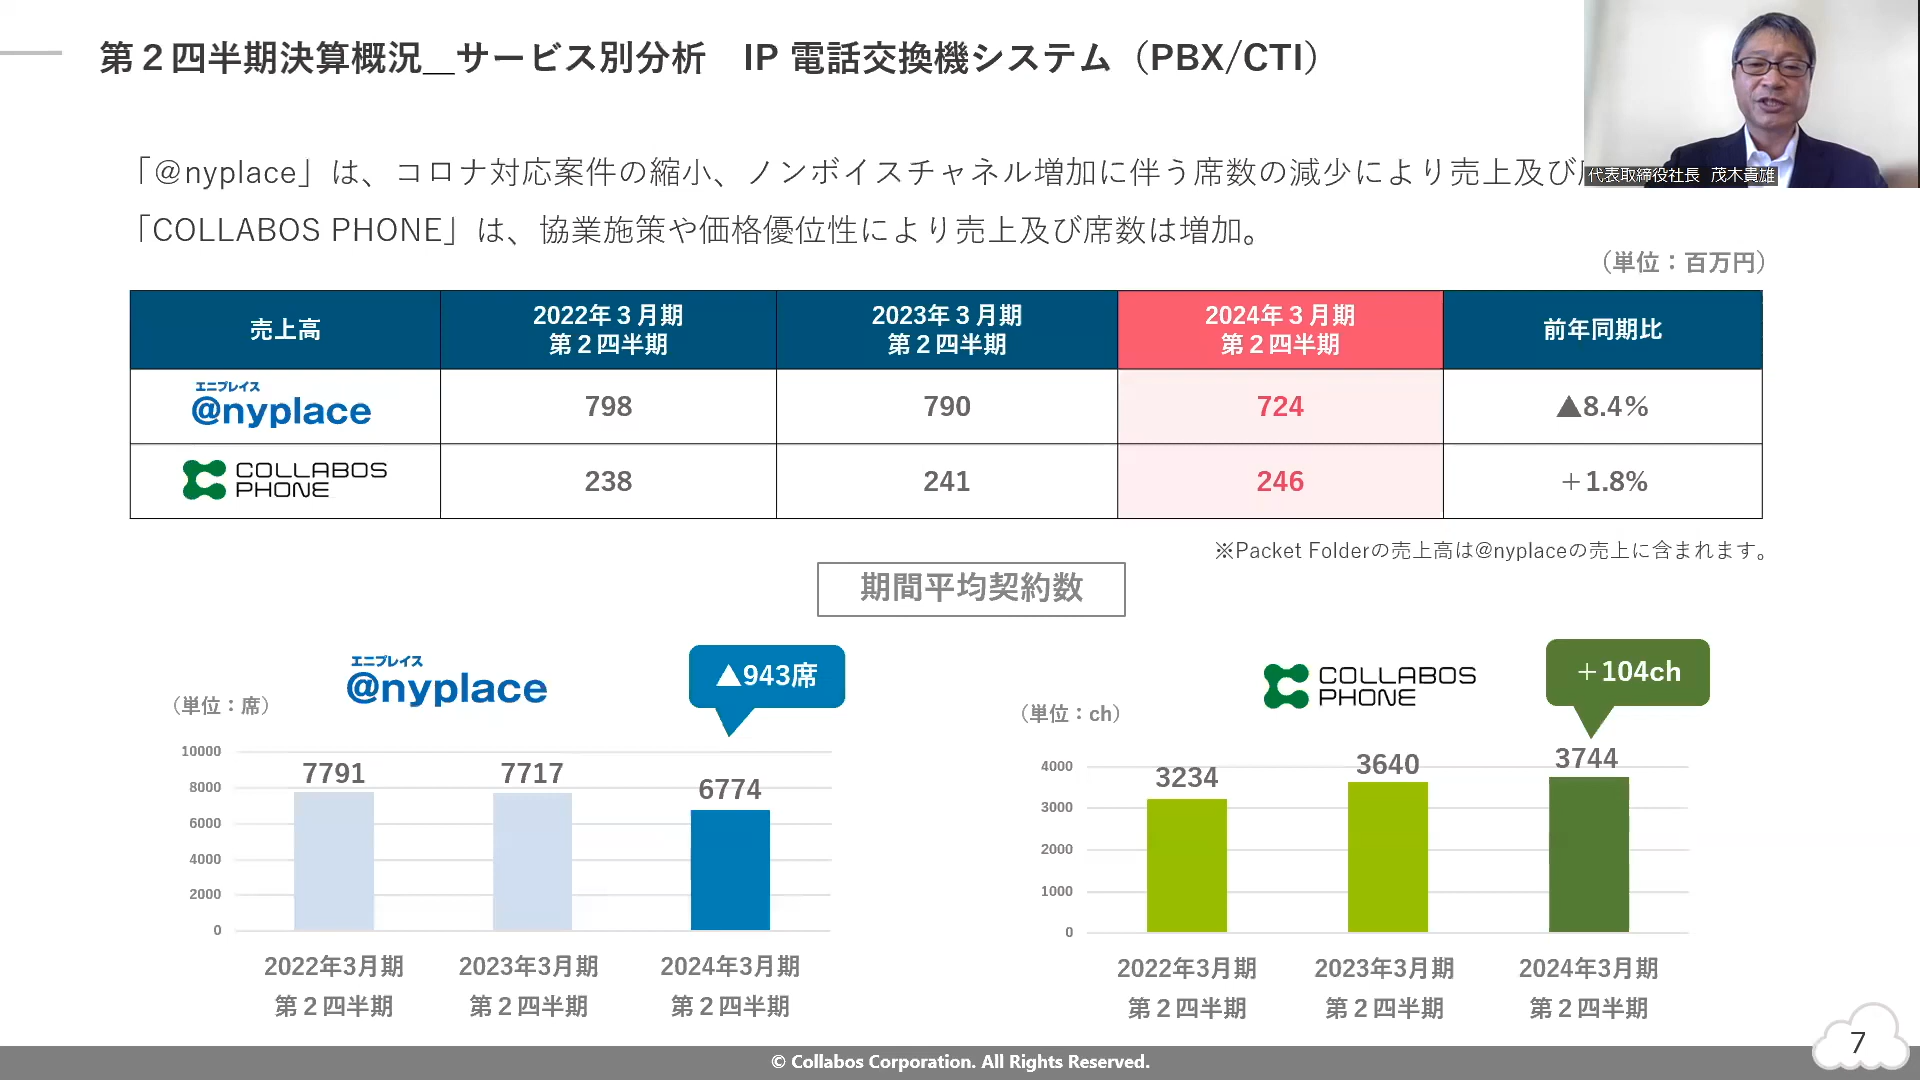 第２四半期決算概況__サービス別分析　IP 電話交換機システム（PBX/CTI）
「@nyplace」は、コロナ対応案件の縮小、ノンボイスチャネル増加に伴う席数の減少により売上及び
代表取締役社長　茂木貴雄
「COLLABOS PHONE」は、協業施策や価格優位性により売上及び席数は増加。
（単位：百万円）
売上高
2022年３月期
第２四半期
2023年３月期
第２四半期
2024年３月期
第２四半期
前年同期比
エニプレイス
@nyplace
798
790
724
▲8.4%
COLLABOS
PHONE
238
241
246
＋1.8%
※Packet Folderの売上高は@nyplaceの売上に含まれます。
期間平均契約数
エニプレイス
@nyplace
▲943席
（単位：席）
10000
8000
6000
4000
2000
0
7791
7717
6774
2022年3月期
第２四半期
2023年3月期
第２四半期
2024年3月期
第２四半期
COLLABOS
PHONE
＋104ch
（単位：ch）
4000
3000
2000
1000
0
3234
3640
3744
2022年3月期
第２四半期
2023年3月期
第２四半期
2024年3月期
第２四半期
© Collabos Corporation. All Rights Reserved.
7